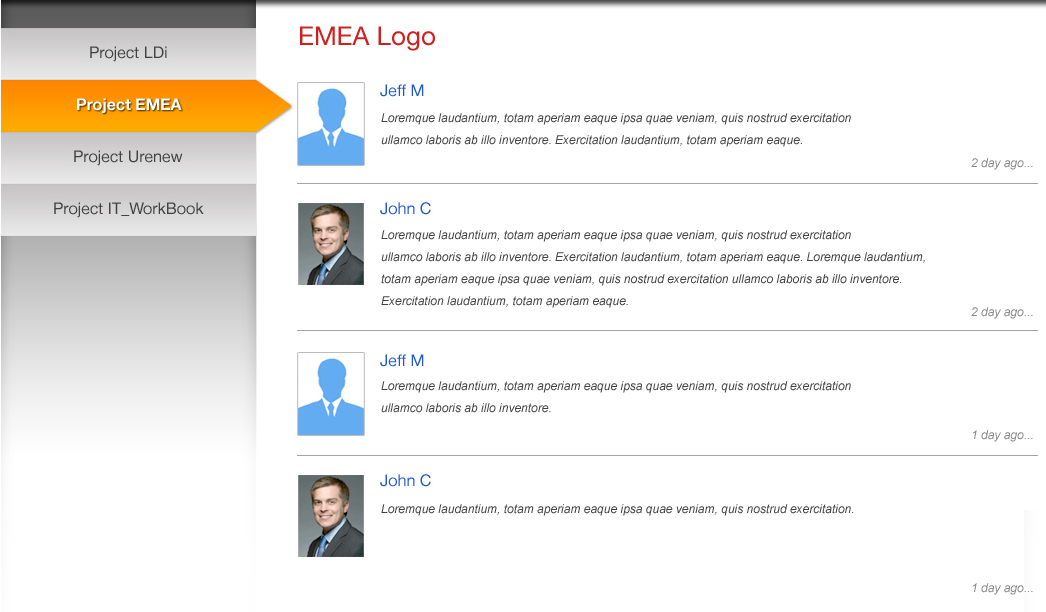 Project LDi
Project EMEA
Project Urenew
Project IT_WorkBook
EMEA Logo
Jeff M
Loremque laudantium, totam aperiam eaque ipsa quae veniam, quis nostrud exercitation
ullamco laboris ab illo inventore. Exercitation laudantium, totam aperiam eaque.
2 day ago...
John C
Loremque laudantium, totam aperiam eaque ipsa quae veniam, quis nostrud exercitation
ullamco laboris ab illo inventore. Exercitation laudantium, totam aperiam eaque. Loremque laudantium,
totam aperiam eaque ipsa quae veniam, quis nostrud exercitation ullamco laboris ab illo inventore.
Exercitation laudantium, totam aperiam eaque.
2 day ago...
Jeff M
Loremque laudantium, totam aperiam eaque ipsa quae veniam, quis nostrud exercitation
ullamco laboris ab illo inventore.
1 day ago...
John C
Loremque laudantium, totam aperiam eaque ipsa quae veniam, quis nostrud exercitation.
1 day ago...